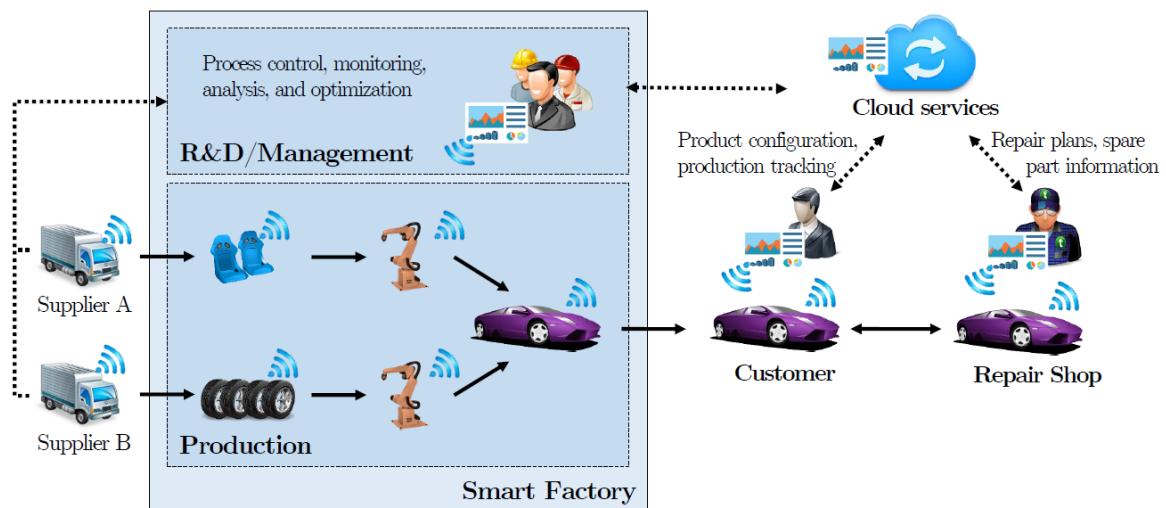 Process control, monitoring,
analysis, and optimization
R&D/Management
Cloud services
Product configuration,
production tracking
Repair plans, spare
part information
Supplier A
Supplier B
Production
Smart Factory
Customer
Repair Shop